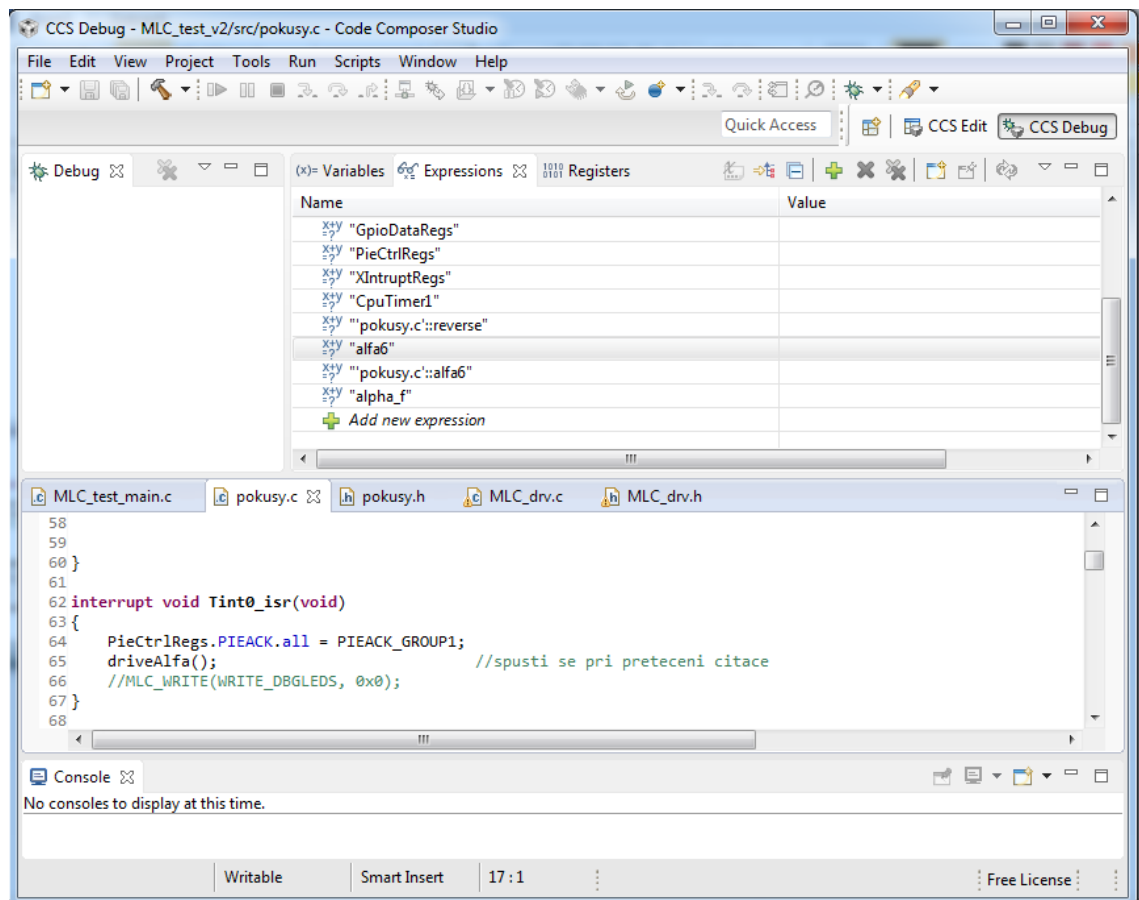 CCS Debug - MLC_test_v2/src/pokusy.c - Code Composer Studio
File Edit View Project Tools Run Scripts Window Help
Quick Access CCS Edit CCS Debug
Debug (x)= Variables Expressions 1010 0101 Registers
Name Value
"GpioDataRegs"
"PieCtrlRegs"
"XIntruptRegs"
"CpuTimer1"
"'pokusy.c'::reverse"
"alfa6"
"'pokusy.c'::alfa6"
"alpha_f"
Add new expression
MLC_test_main.c pokusy.c pokusy.h MLC_drv.c MLC_drv.h
58
59
60 }
61
62 interrupt void Tint0_isr(void)
63 {
64 PieCtrlRegs.PIEACK.all = PIEACK_GROUP1;
65 driveAlfa(); //spusti se pri preteceni citace
66 //MLC_WRITE(WRITE_DBGLEDS, 0x0);
67 }
68
Console
No consoles to display at this time.
Writable Smart Insert 17 : 1 Free License